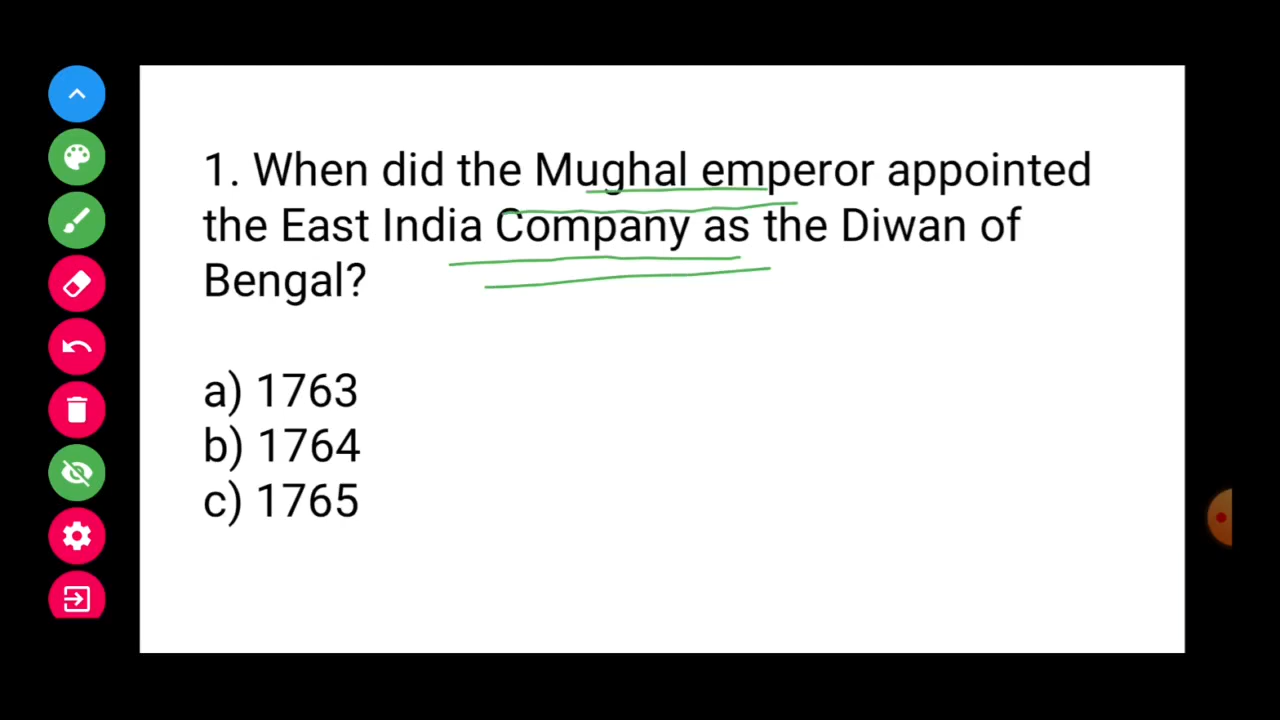 1. When did the Mughal emperor appointed
the East India Company as the Diwan of
Bengal?
a) 1763
b) 1764
c) 1765